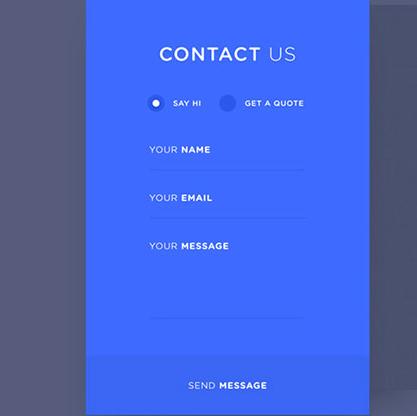 CONTACT US
SAY HI GET A QUOTE
YOUR NAME
YOUR EMAIL
YOUR MESSAGE
SEND MESSAGE